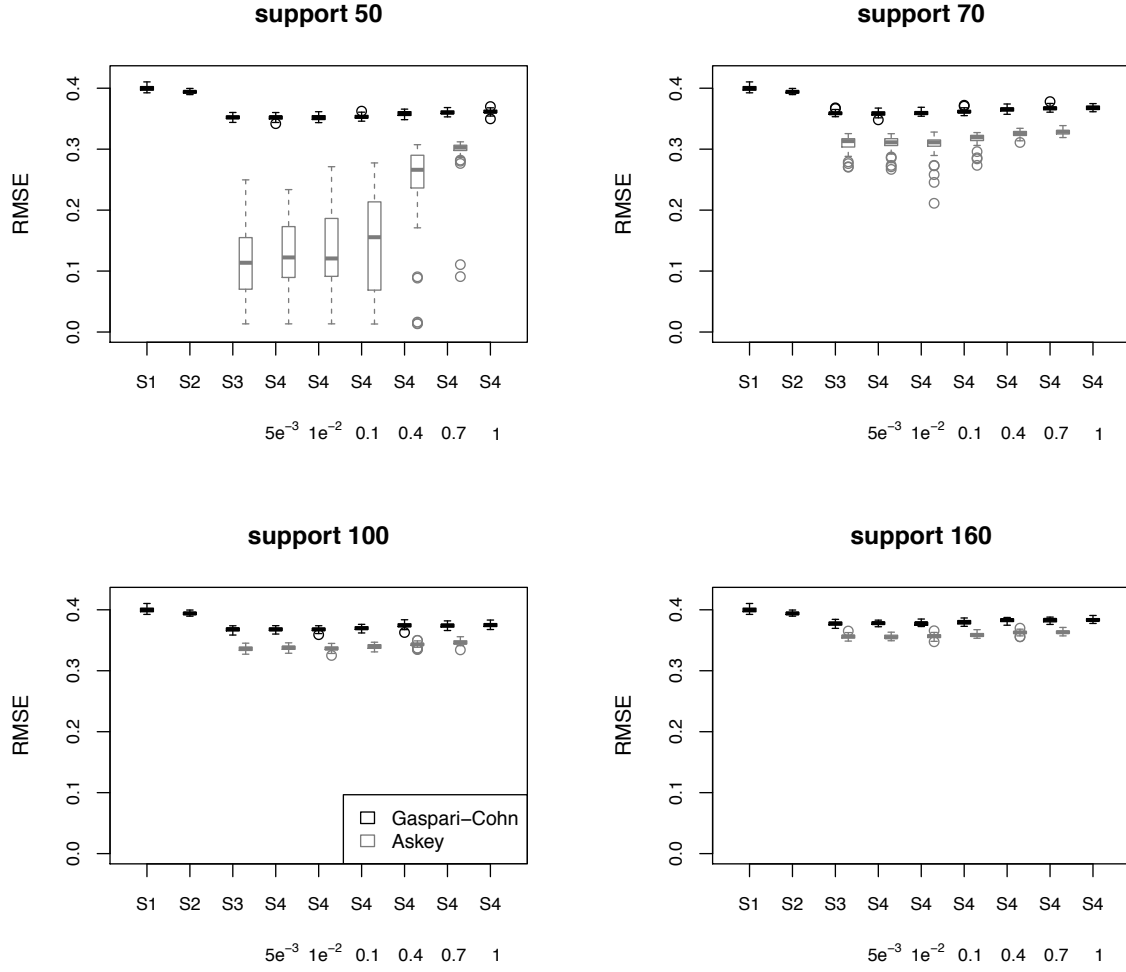 support 50
RMSE
0.4
0.3
0.2
0.1
0.0
S1 S2 S3 S4 S4 S4 S4 S4 S4
5e−3 1e−2 0.1 0.4 0.7 1
support 70
RMSE
0.4
0.3
0.2
0.1
0.0
S1 S2 S3 S4 S4 S4 S4 S4 S4
5e−3 1e−2 0.1 0.4 0.7 1
support 100
RMSE
0.4
0.3
0.2
0.1
0.0
Gaspari−Cohn
Askey
S1 S2 S3 S4 S4 S4 S4 S4 S4
5e−3 1e−2 0.1 0.4 0.7 1
support 160
RMSE
0.4
0.3
0.2
0.1
0.0
S1 S2 S3 S4 S4 S4 S4 S4 S4
5e−3 1e−2 0.1 0.4 0.7 1